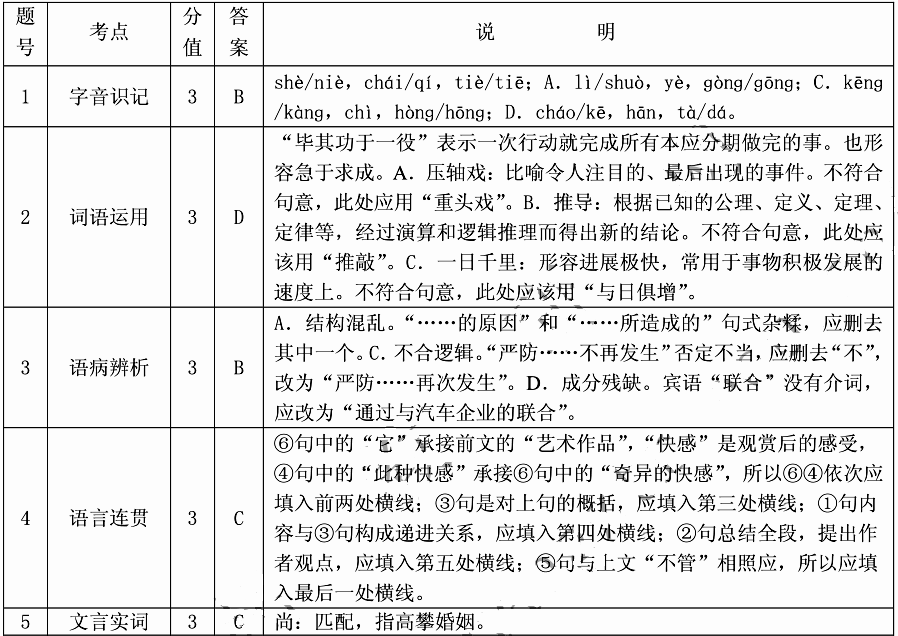 题号 考点 分值 答案 说 明
1 字音识记 3 B shè/niè，chái/qí，tiè/tiē；A．lì/shuò，yè，gòng/gōng；C．kēng
/kàng，chì，hòng/hōng；D．cháo/kē，hān，tà/dá。
2 词语运用 3 D “毕其功于一役”表示一次行动就完成所有本应分期做完的事。也形
容急于求成。A．压轴戏：比喻令人注目的、最后出现的事件。不符合
句意，此处应用“重头戏”。B．推导：根据已知的公理、定义、定理、
定律等，经过演算和逻辑推理而得出新的结论。不符合句意，此处应
该用“推敲”。C．一日千里：形容进展极快，常用于事物积极发展的
速度上。不符合句意，此处应该用“与日俱增”。
3 语病辨析 3 B A．结构混乱。“……的原因”和“……所造成的”句式杂糅，应删去
其中一个。C．不合逻辑。“严防……不再发生”否定不当，应删去“不”，
改为“严防……再次发生”。D．成分残缺。宾语“联合”没有介词，
应改为“通过与汽车企业的联合”。
4 语言连贯 3 C ⑥句中的“它”承接前文的“艺术作品”，“快感”是观赏后的感受，
④句中的“此种快感”承接⑥句中的“奇异的快感”，所以⑥④依次应
填入前两处横线；③句是对上句的概括，应填入第三处横线；①句内
容与③句构成递进关系，应填入第四处横线；②句总结全段，提出作
者观点，应填入第五处横线；⑤句与上文“不管”相照应，所以应填
入最后一处横线。
5 文言实词 3 C 尚：匹配，指高攀婚姻。